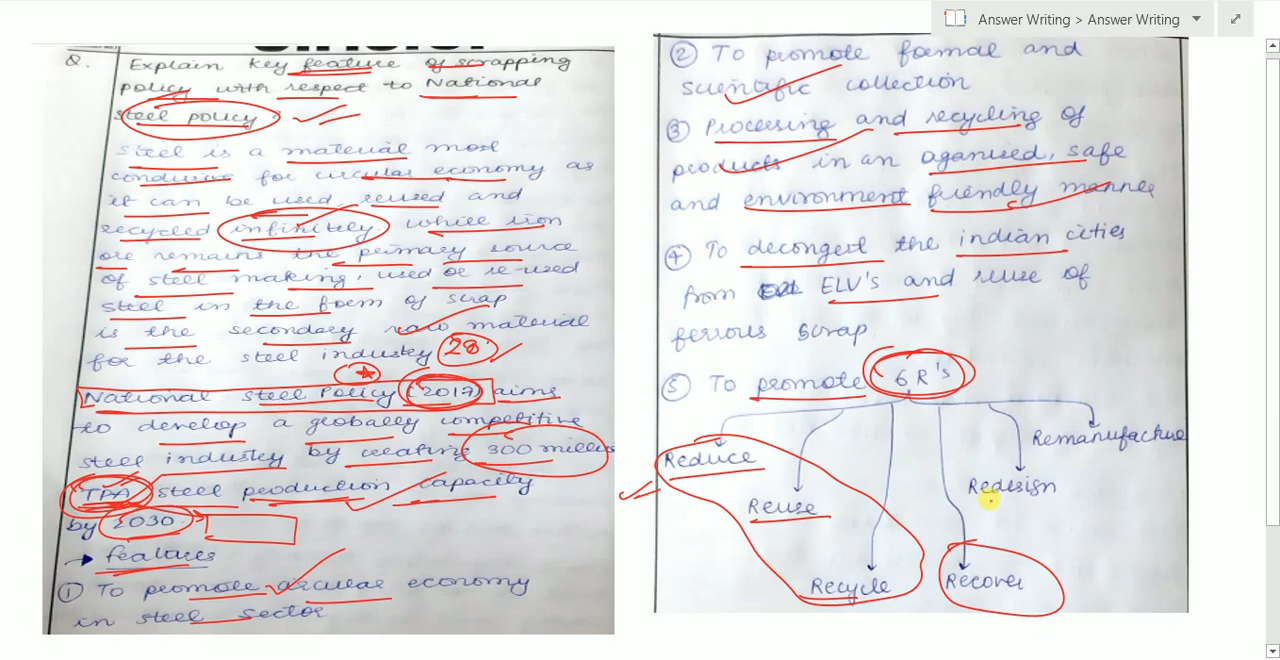 Answer Writing > Answer Writing
Q. Explain key feature of scrapping
policy with respect to National
steel policy.
Steel is a material most
conducive for circular economy as
it can be used, reused and
recycled infinitely. While iron
ore remains the primary source
of steel making, used or re-used
steel in the form of scrap
is the secondary raw material
for the steel industry 28
National Steel Policy (2017) aims
to develop a globally competitive
steel industry by creating 300 million
TPA steel production capacity
by 2030.
→ features
① To promote circular economy
in steel sector
② To promote formal and
scientific collection
③ Processing and recycling of
products in an oganized, safe
and environment friendly manner
④ To decongest the indian cities
from ELV's and reuse of
ferrous scrap.
⑤ To promote 6 R's
Reduce
Reuse
Recycle
Recover
Redesign
Remanufacture